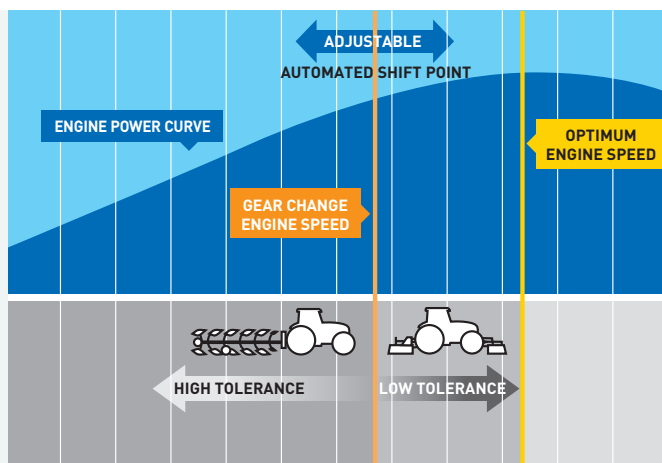 ADJUSTABLE
AUTOMATED SHIFT POINT
ENGINE POWER CURVE
OPTIMUM
ENGINE SPEED
GEAR CHANGE
ENGINE SPEED
HIGH TOLERANCE
LOW TOLERANCE